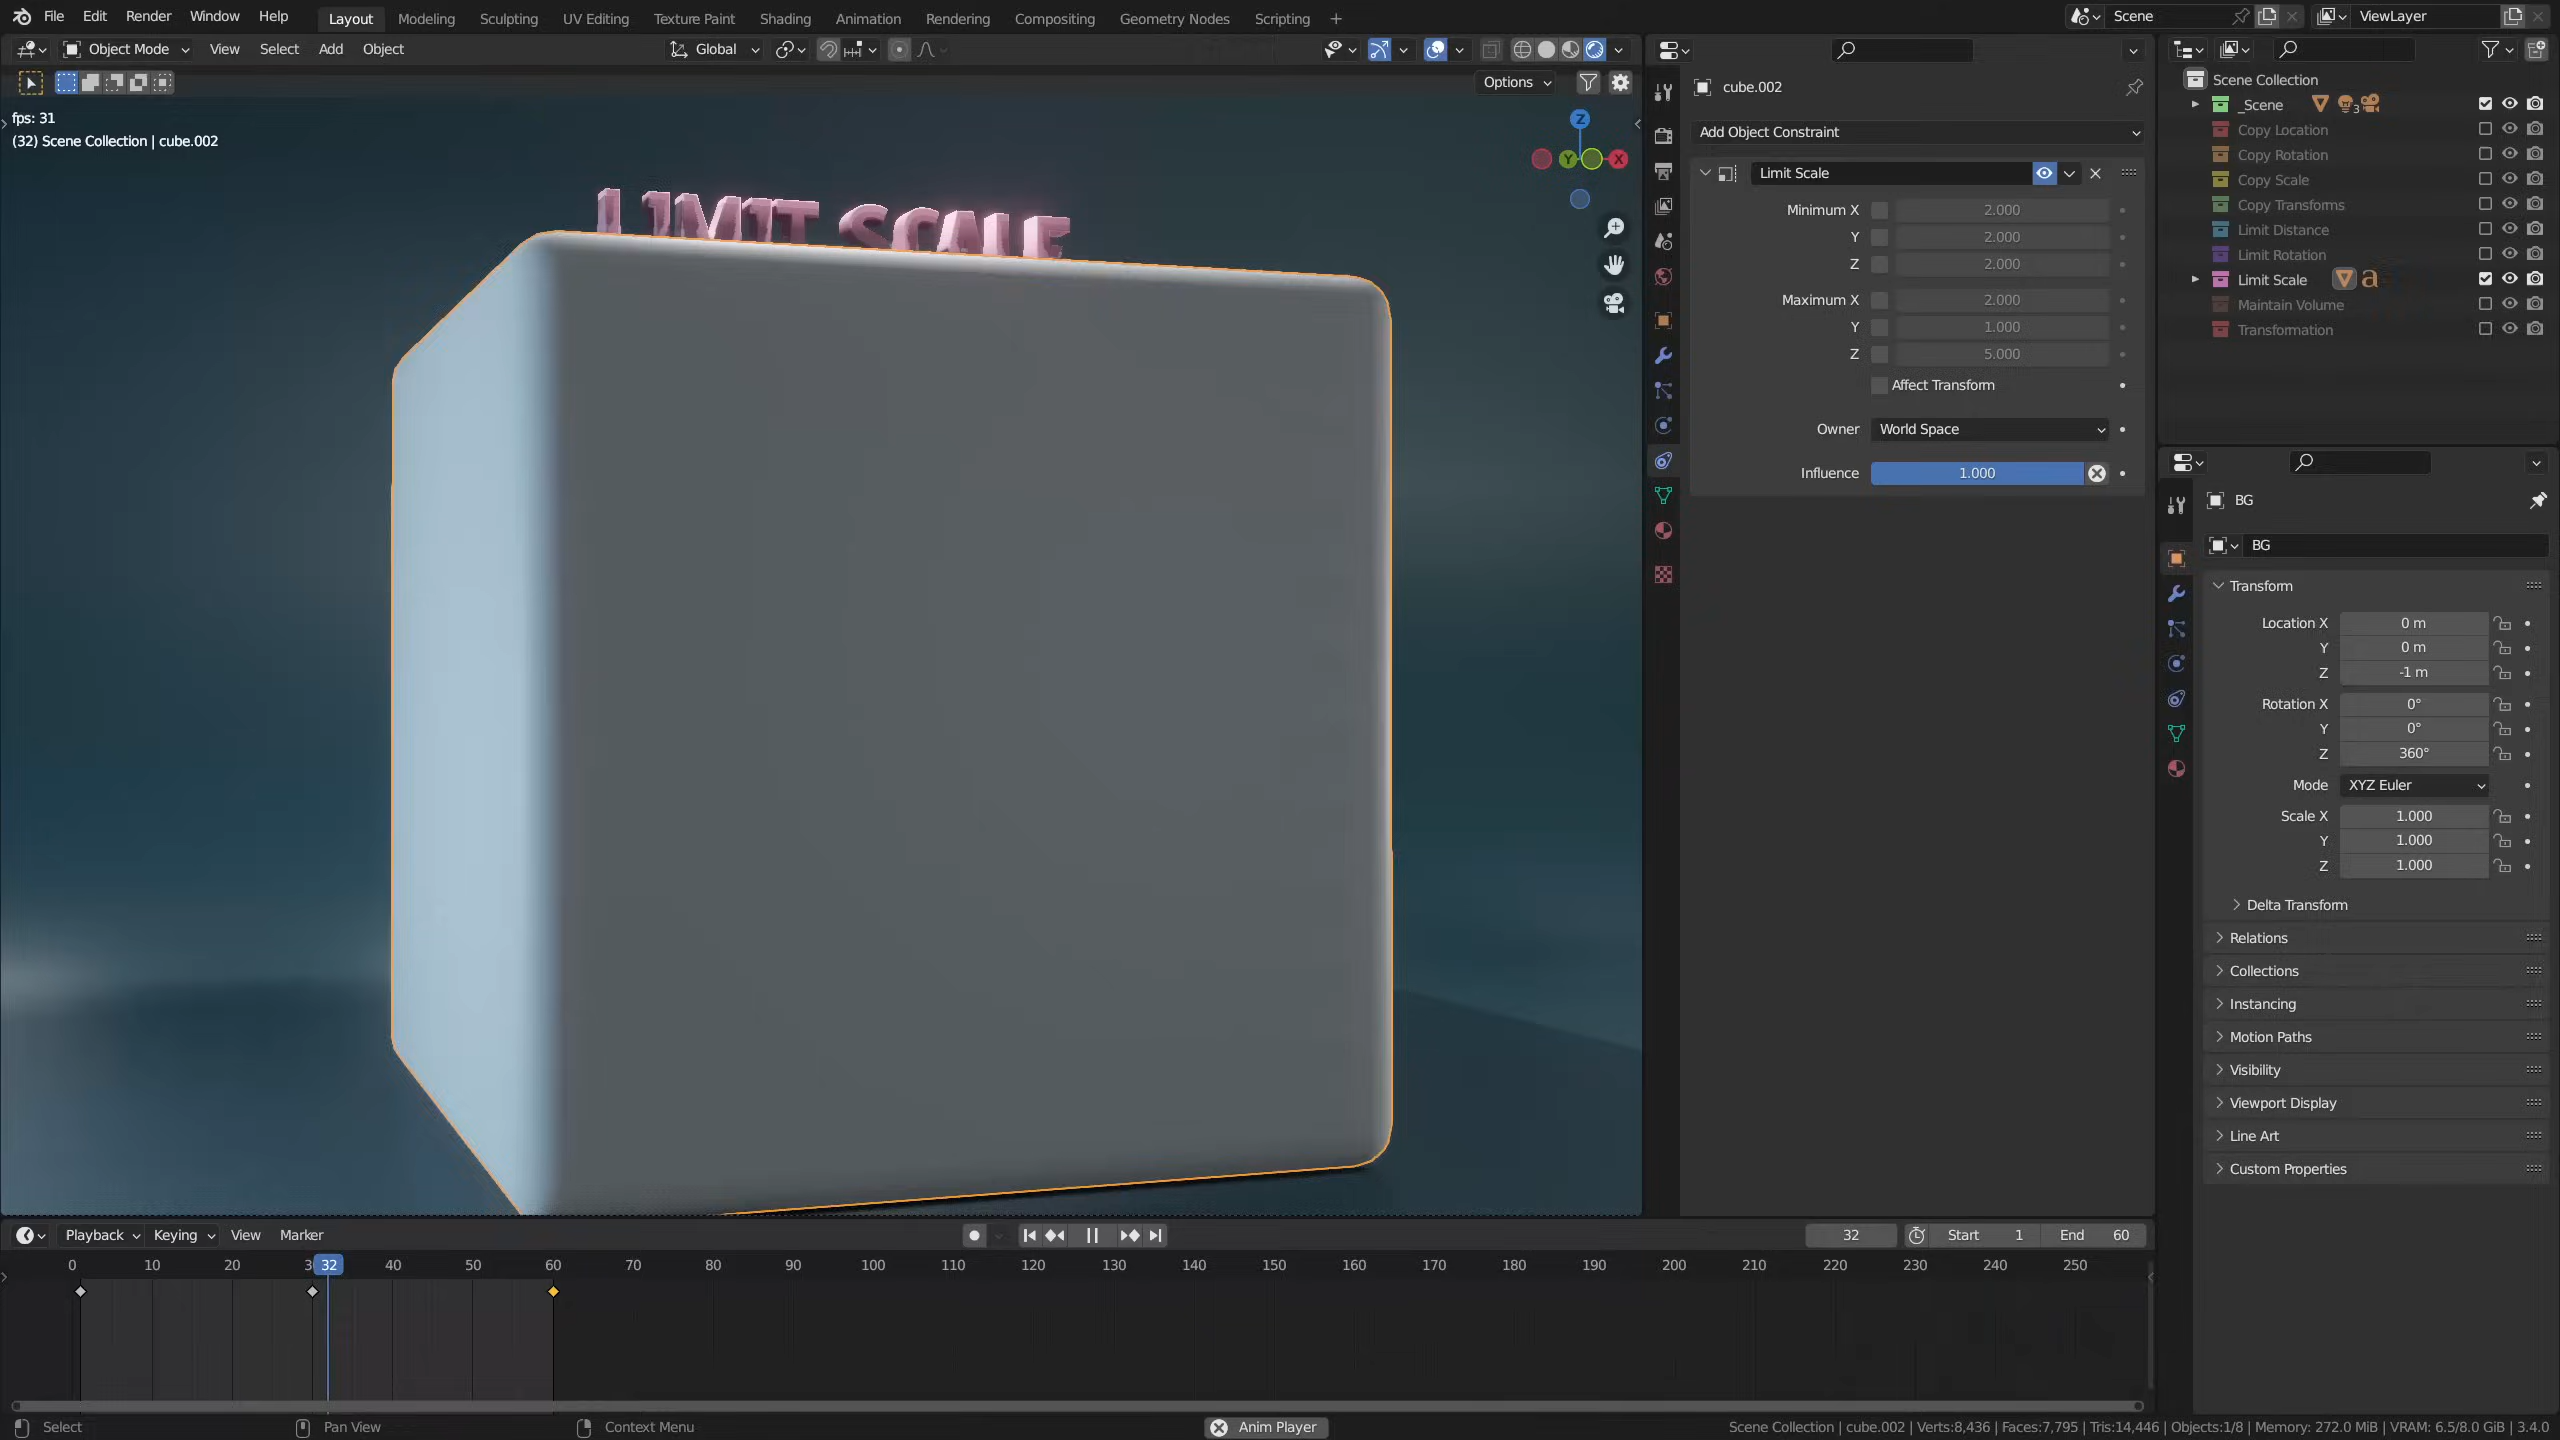 File Edit Render Window Help Layout Modeling Sculpting UV Editing Texture Paint Shading Animation Rendering Compositing Geometry Nodes Scripting +
Scene
ViewLayer
Object Mode View Select Add Object Global
Options
fps: 31
(32) Scene Collection | cube.002
Z
Y X
LIMIT SCALE
cube.002
Add Object Constraint
Limit Scale
Minimum X 2.000
Y 2.000
Z 2.000
Maximum X 2.000
Y 1.000
Z 5.000
Affect Transform
Owner World Space
Influence 1.000
Scene Collection
_Scene 3
Copy Location
Copy Rotation
Copy Scale
Copy Transforms
Limit Distance
Limit Rotation
Limit Scale a
Maintain Volume
Transformation
BG
BG
Transform
Location X 0 m
Y 0 m
Z -1 m
Rotation X 0°
Y 0°
Z 360°
Mode XYZ Euler
Scale X 1.000
Y 1.000
Z 1.000
Delta Transform
Relations
Collections
Instancing
Motion Paths
Visibility
Viewport Display
Line Art
Custom Properties
Playback Keying View Marker
32 Start 1 End 60
0 10 20 32 40 50 60 70 80 90 100 110 120 130 140 150 160 170 180 190 200 210 220 230 240 250
Select Pan View Context Menu Anim Player Scene Collection | cube.002 | Verts:8,436 | Faces:7,795 | Tris:14,446 | Objects:1/8 | Memory: 272.0 MiB | VRAM: 6.5/8.0 GiB | 3.4.0